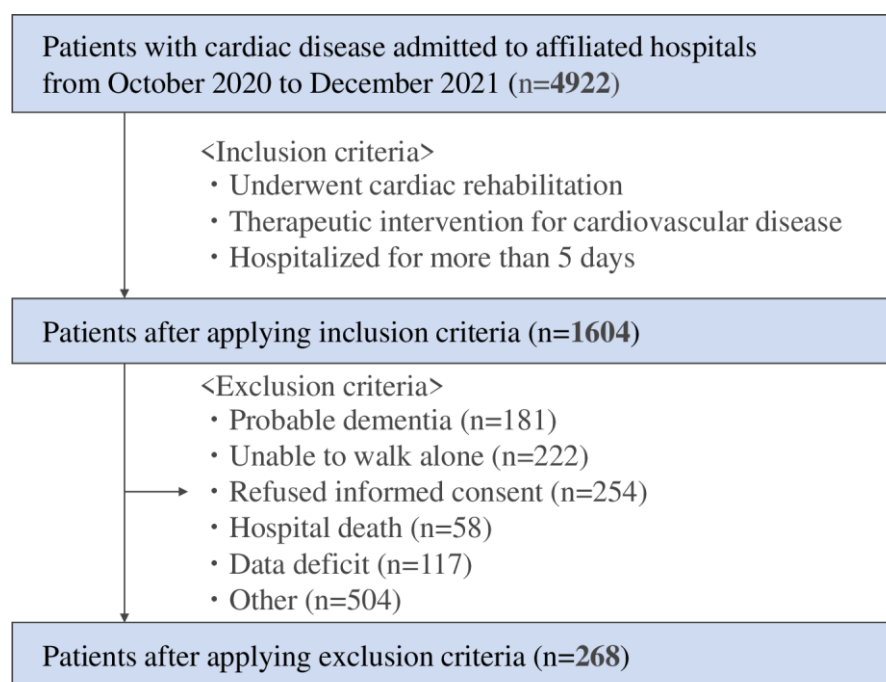 Patients with cardiac disease admitted to affiliated hospitals
from October 2020 to December 2021 (n=4922)
<Inclusion criteria>
・Underwent cardiac rehabilitation
・Therapeutic intervention for cardiovascular disease
・Hospitalized for more than 5 days
Patients after applying inclusion criteria (n=1604)
<Exclusion criteria>
・Probable dementia (n=181)
・Unable to walk alone (n=222)
・Refused informed consent (n=254)
・Hospital death (n=58)
・Data deficit (n=117)
・Other (n=504)
Patients after applying exclusion criteria (n=268)